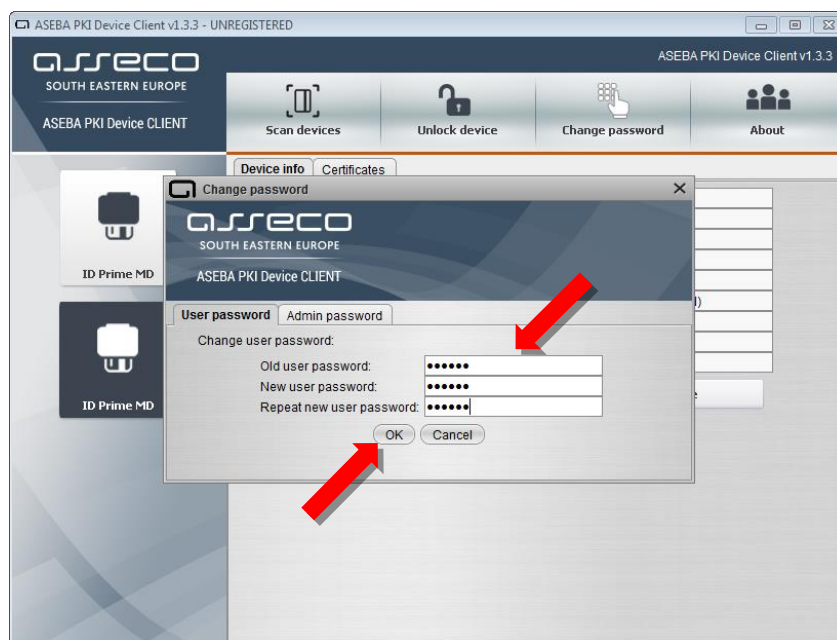 ASEBA PKI Device Client v1.3.3 - UNREGISTERED
asseco
SOUTH EASTERN EUROPE
ASEBA PKI Device CLIENT
ASEBA PKI Device Client v1.3.3
Scan devices
Unlock device
Change password
About
Device info
Certificates
ID Prime MD
ID Prime MD
Change password
asseco
SOUTH EASTERN EUROPE
ASEBA PKI Device CLIENT
User password
Admin password
Change user password:
Old user password:
New user password:
Repeat new user password:
OK
Cancel